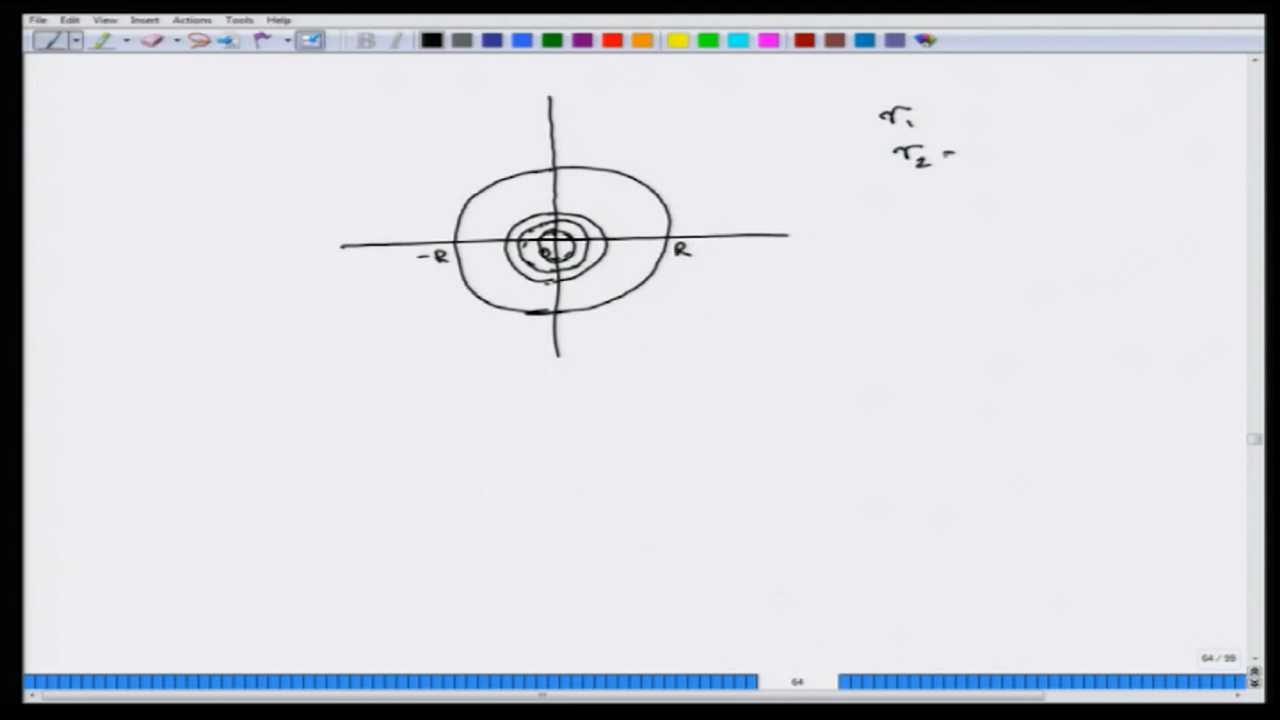 File Edit View Insert Actions Tools Help
B I
r1
r2 -
-R
R
64 / 99
64